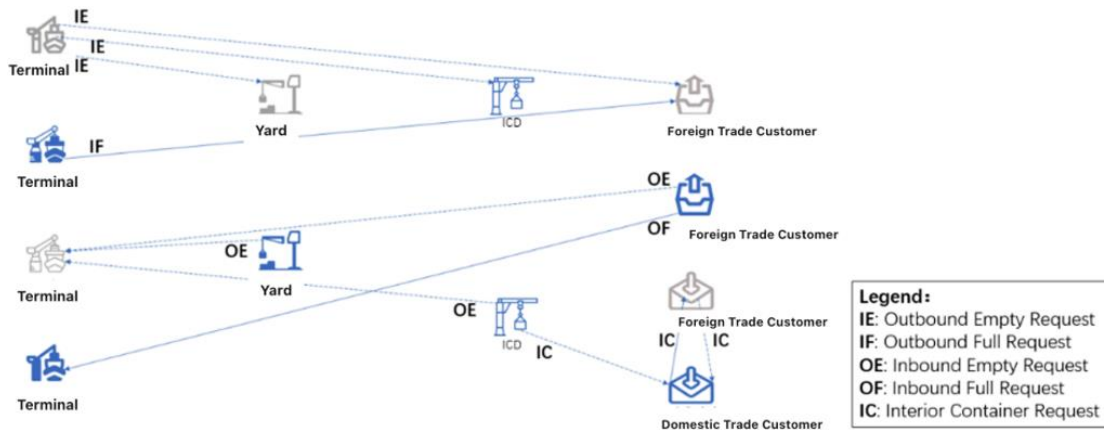 IE
IE
Terminal IE
Yard
ICD
Foreign Trade Customer
IF
Terminal
OE
OF
Foreign Trade Customer
OE
Terminal
Yard
OE
ICD
IC
Foreign Trade Customer
IC IC
Terminal
Domestic Trade Customer
Legend:
IE: Outbound Empty Request
IF: Outbound Full Request
OE: Inbound Empty Request
OF: Inbound Full Request
IC: Interior Container Request